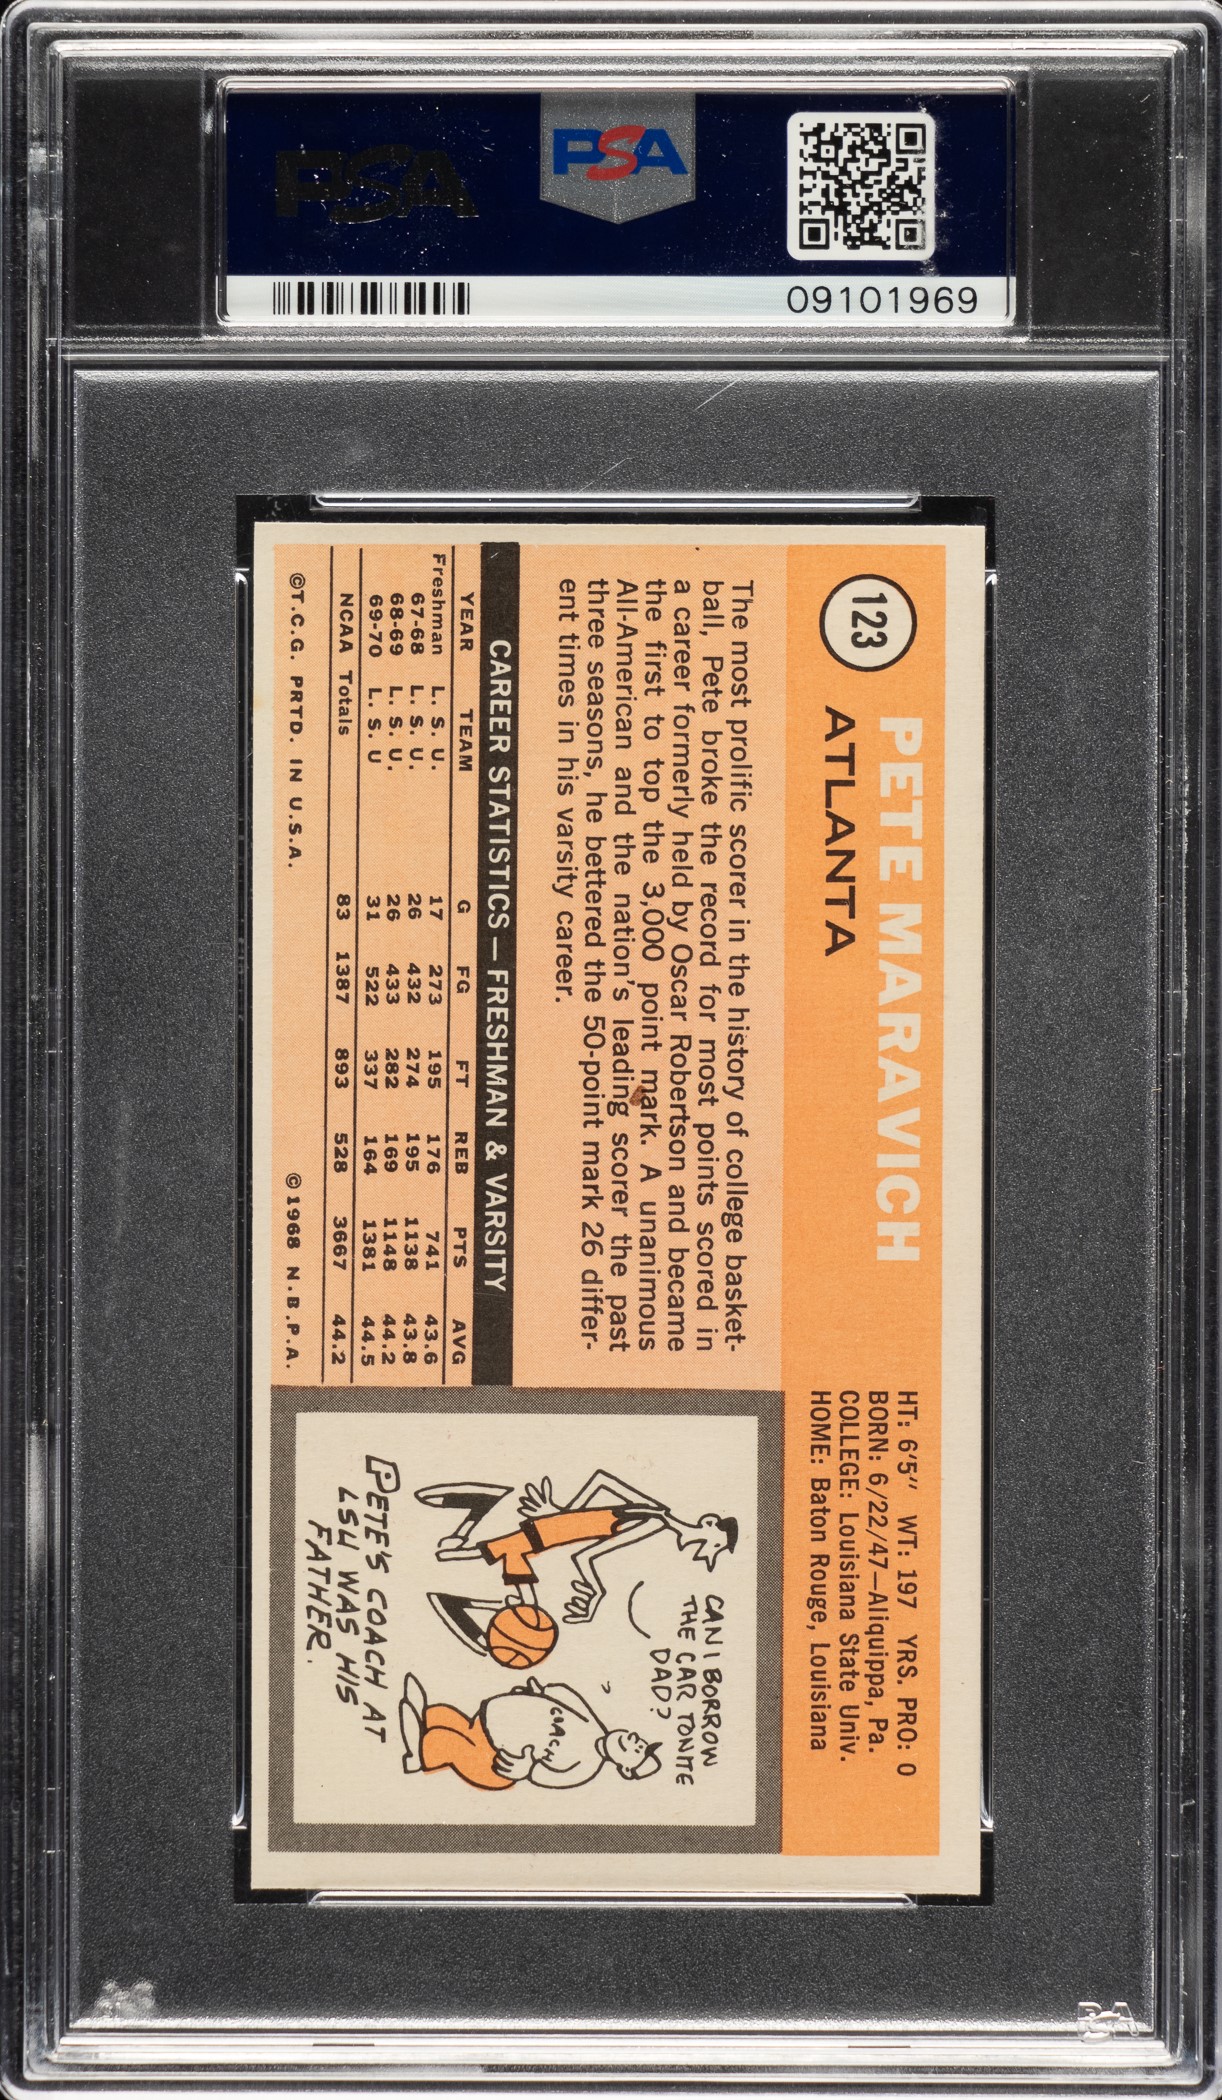 PSA
PSA
09101969
123
PETE MARAVICH
ATLANTA
HT: 6'5" WT: 197 YRS. PRO: 0
BORN: 6/22/47—Aliquippa, Pa.
COLLEGE: Louisiana State Univ.
HOME: Baton Rouge, Louisiana
The most prolific scorer in the history of college basket-
ball, Pete broke the record for most points scored in
a career formerly held by Oscar Robertson and became
the first to top the 3,000 point mark. A unanimous
All-American and the nation's leading scorer the past
three seasons, he bettered the 50-point mark 26 differ-
ent times in his varsity career.
CAREER STATISTICS — FRESHMAN & VARSITY
YEAR TEAM G FG FT REB PTS AVG
Freshman L. S. U. 17 273 195 176 741 43.6
67-68 L. S. U. 26 432 274 195 1138 43.8
68-69 L. S. U. 26 433 282 169 1148 44.2
69-70 L. S. U 31 522 337 164 1381 44.5
NCAA Totals 83 1387 893 528 3667 44.2
©T.C.G. PRTD. IN U.S.A. ©1968 N.B.P.A.
CAN I BORROW
THE CAR TONITE
DAD?
COACH
PETE'S COACH AT
LSU WAS HIS
FATHER.
PSA